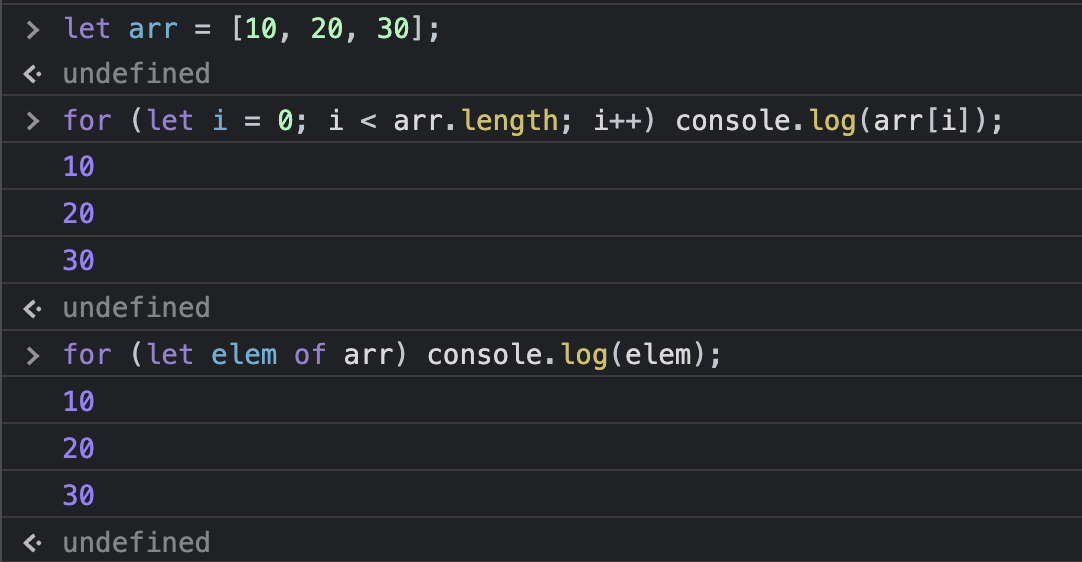 > let arr = [10, 20, 30];
<· undefined
> for (let i = 0; i < arr.length; i++) console.log(arr[i]);
10
20
30
<· undefined
> for (let elem of arr) console.log(elem);
10
20
30
<· undefined